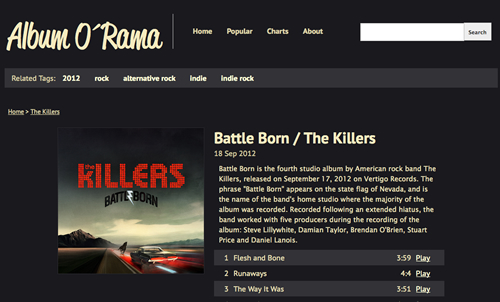 Album O´Rama
Home Popular Charts About
Search
Related Tags: 2012 rock alternative rock indie indie rock
Home > The Killers
the
KILLERS
BATTLE BORN
Battle Born / The Killers
18 Sep 2012
Battle Born is the fourth studio album by American rock band The
Killers, released on September 17, 2012 on Vertigo Records. The
phrase "Battle Born" appears on the state flag of Nevada, and is
the name of the band's home studio where the majority of the
album was recorded. Recorded following an extended hiatus, the
band worked with five producers during the recording of the
album: Steve Lillywhite, Damian Taylor, Brendan O'Brien, Stuart
Price and Daniel Lanois.
1 Flesh and Bone 3:59 Play
2 Runaways 4:4 Play
3 The Way It Was 3:51 Play